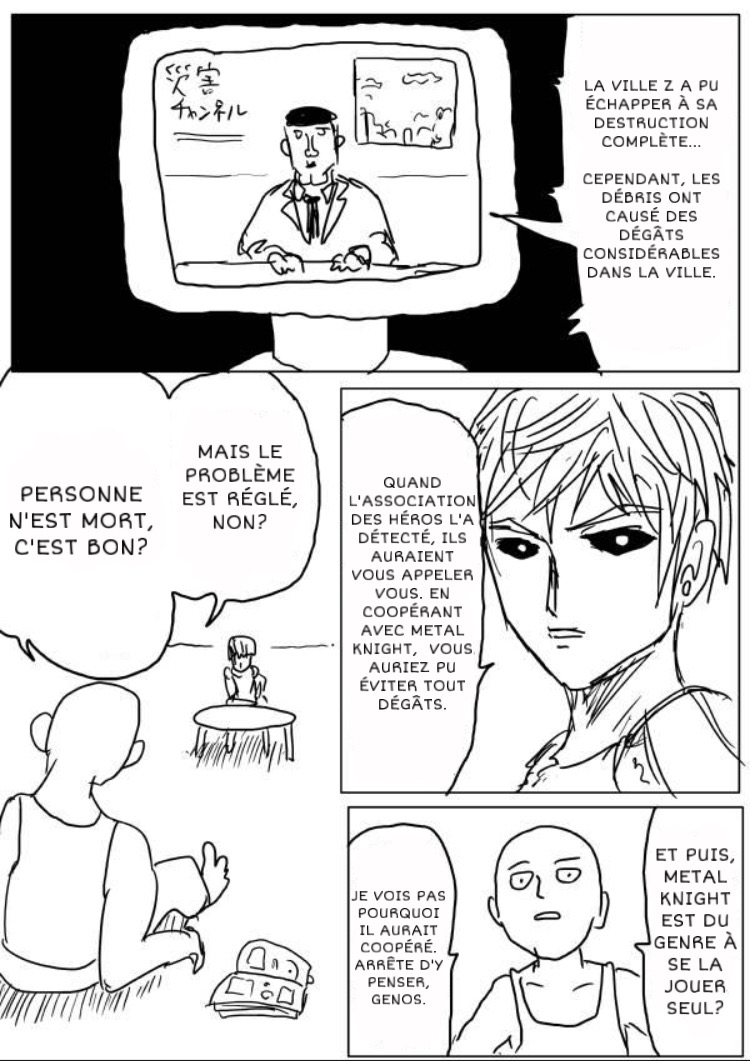 災害
チャンネル
LA VILLE Z A PU
ÉCHAPPER À SA
DESTRUCTION
COMPLÈTE...
CEPENDANT, LES
DÉBRIS ONT
CAUSÉ DES
DÉGÂTS
CONSIDÉRABLES
DANS LA VILLE.
QUAND
L'ASSOCIATION
DES HÉROS L'A
DÉTECTÉ, ILS
AURAIENT
VOUS APPELER
VOUS. EN
COOPÉRANT
AVEC METAL
KNIGHT, VOUS
AURIEZ PU
ÉVITER TOUT
DÉGÂTS.
MAIS LE
PROBLÈME
EST RÉGLÉ,
NON?
PERSONNE
N'EST MORT,
C'EST BON?
ET PUIS,
METAL
KNIGHT
EST DU
GENRE À
SE LA
JOUER
SEUL?
JE VOIS PAS
POURQUOI
IL AURAIT
COOPÉRÉ.
ARRÊTE D'Y
PENSER,
GENOS.